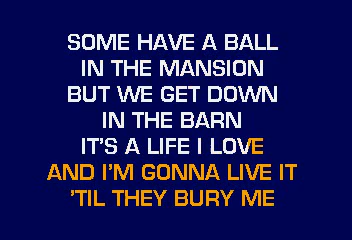 SOME HAVE A BALL
IN THE MANSION
BUT WE GET DOWN
IN THE BARN
IT'S A LIFE I LOVE
AND I'M GONNA LIVE IT
'TIL THEY BURY ME